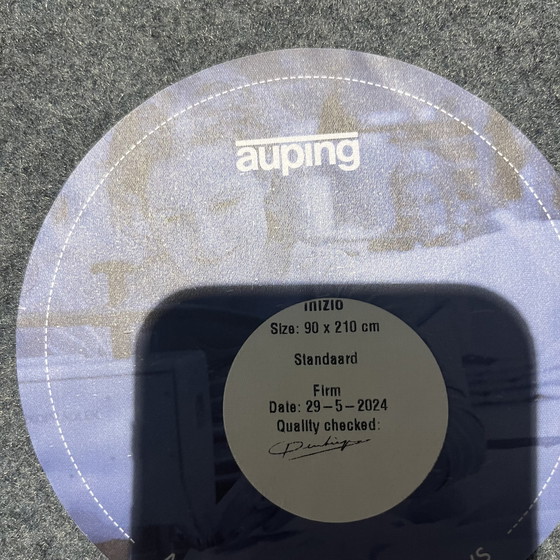 auping
inizio
Size: 90 x 210 cm
Standaard
Firm
Date: 29-5-2024
Quality checked: